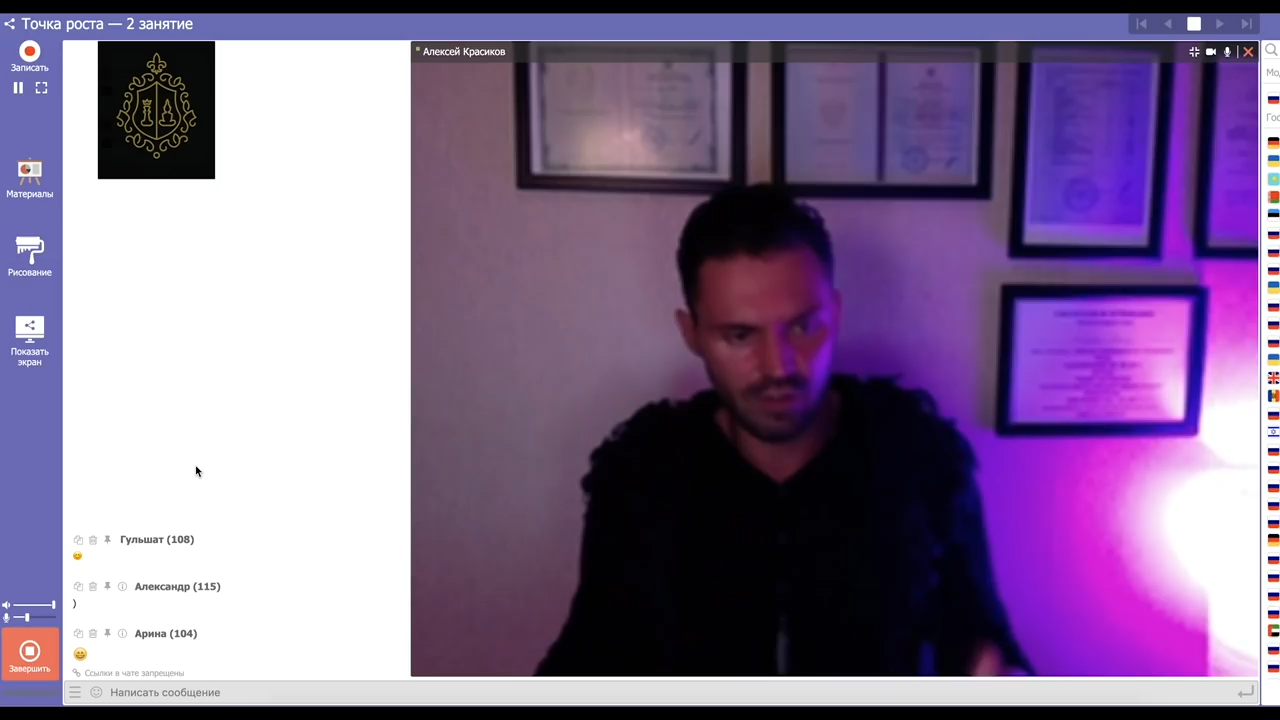 Точка роста — 2 занятие
Записать
Материалы
Рисование
Показать
экран
Завершить
Алексей Красиков
Гульшат (108)
Александр (115)
)
Арина (104)
Ссылки в чате запрещены
Написать сообщение